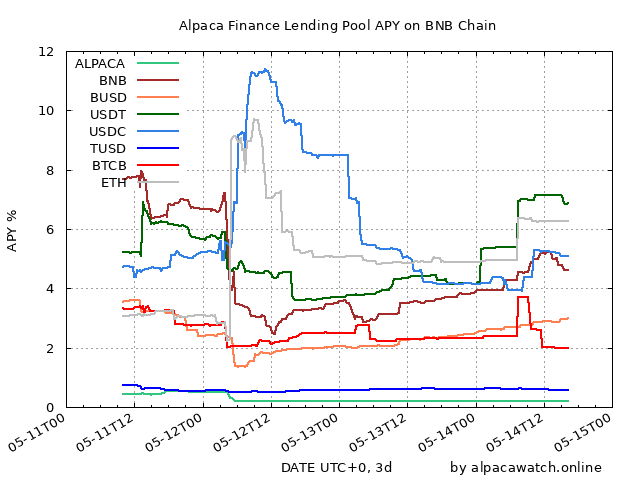 Alpaca Finance Lending Pool APY on BNB Chain
12
10
8
6
4
2
0
APY %
ALPACA
BNB
BUSD
USDT
USDC
TUSD
BTCB
ETH
05-11T00
05-11T12
05-12T00
05-12T12
05-13T00
05-13T12
05-14T00
05-14T12
05-15T00
DATE UTC+0, 3d
by alpacawatch.online